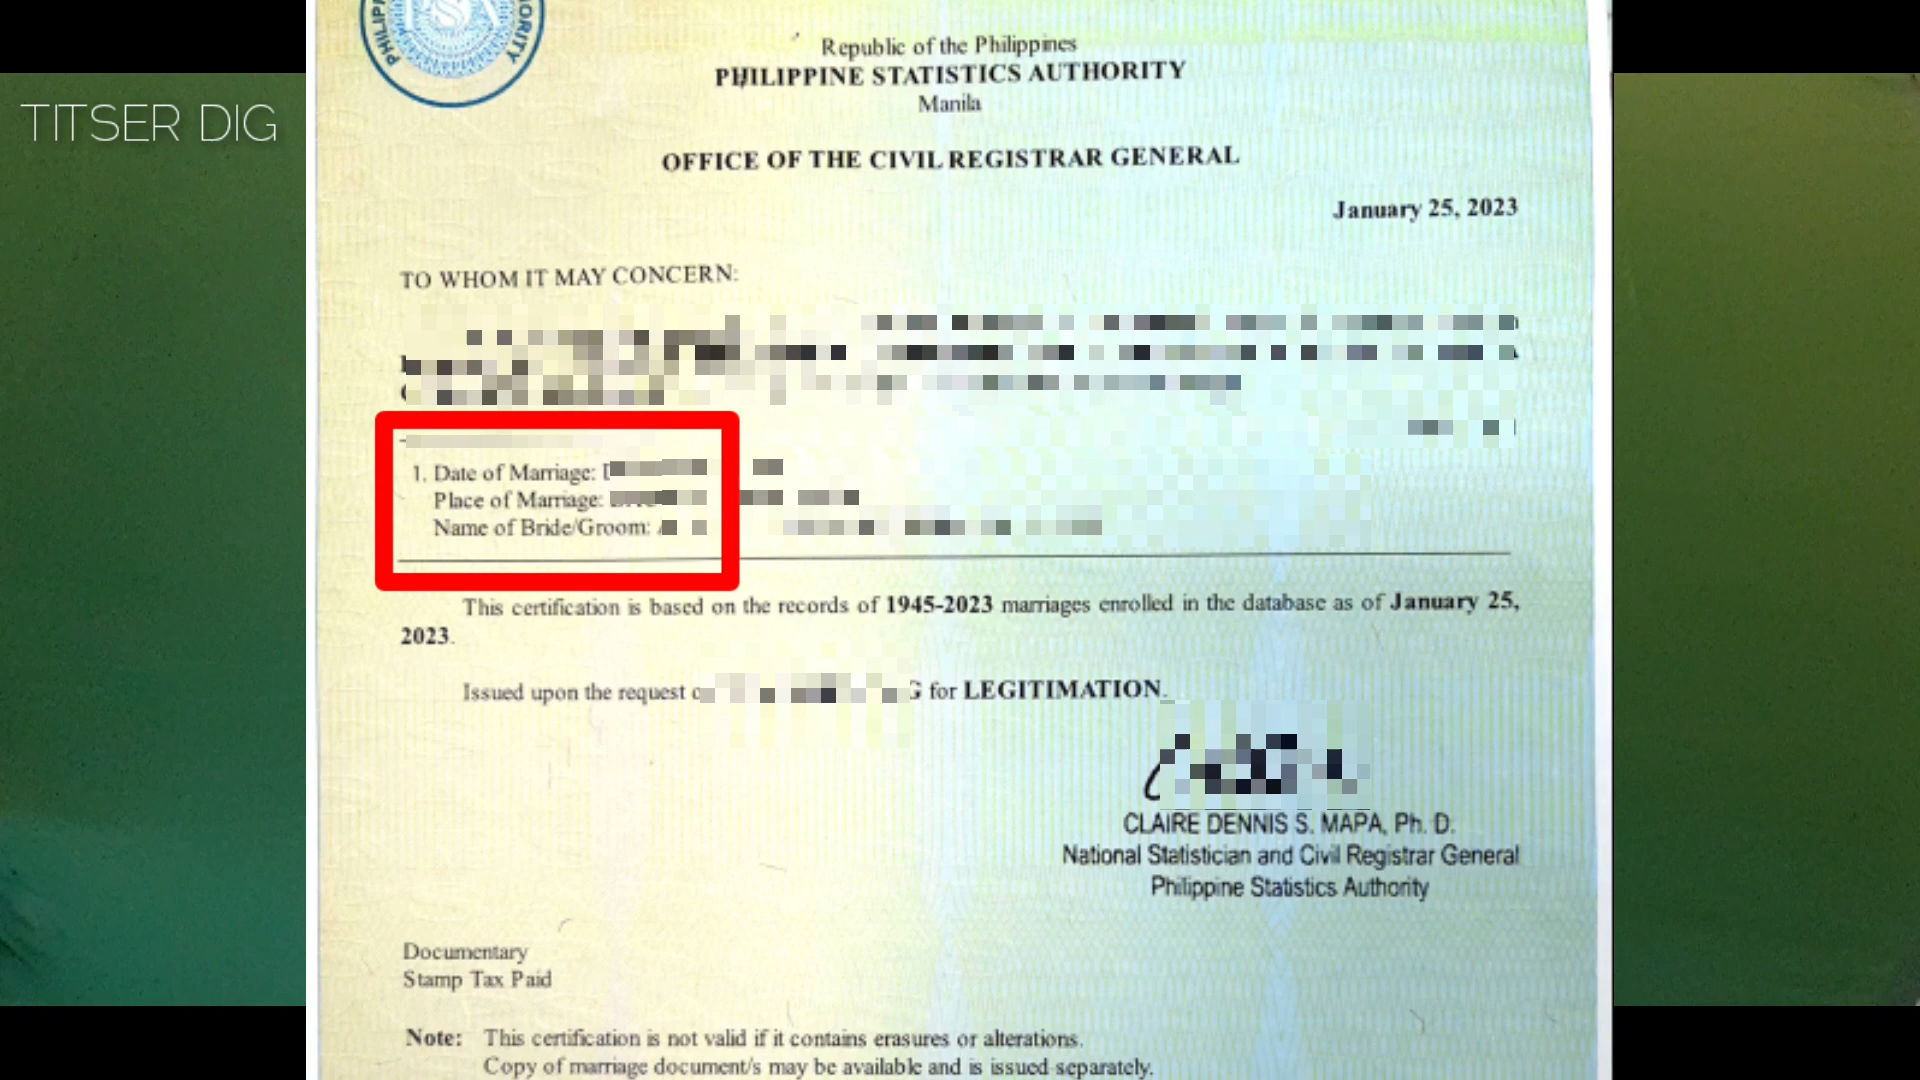 TITSER DIG
PSA
Republic of the Philippines
PHILIPPINE STATISTICS AUTHORITY
Manila
OFFICE OF THE CIVIL REGISTRAR GENERAL
January 25, 2023
TO WHOM IT MAY CONCERN:
1. Date of Marriage:
Place of Marriage:
Name of Bride/Groom:
This certification is based on the records of 1945-2023 marriages enrolled in the database as of January 25,
2023.
Issued upon the request for LEGITIMATION.
CLAIRE DENNIS S. MAPA, Ph. D.
National Statistician and Civil Registrar General
Philippine Statistics Authority
Documentary
Stamp Tax Paid
Note: This certification is not valid if it contains erasures or alterations.
Copy of marriage document/s may be available and is issued separately.